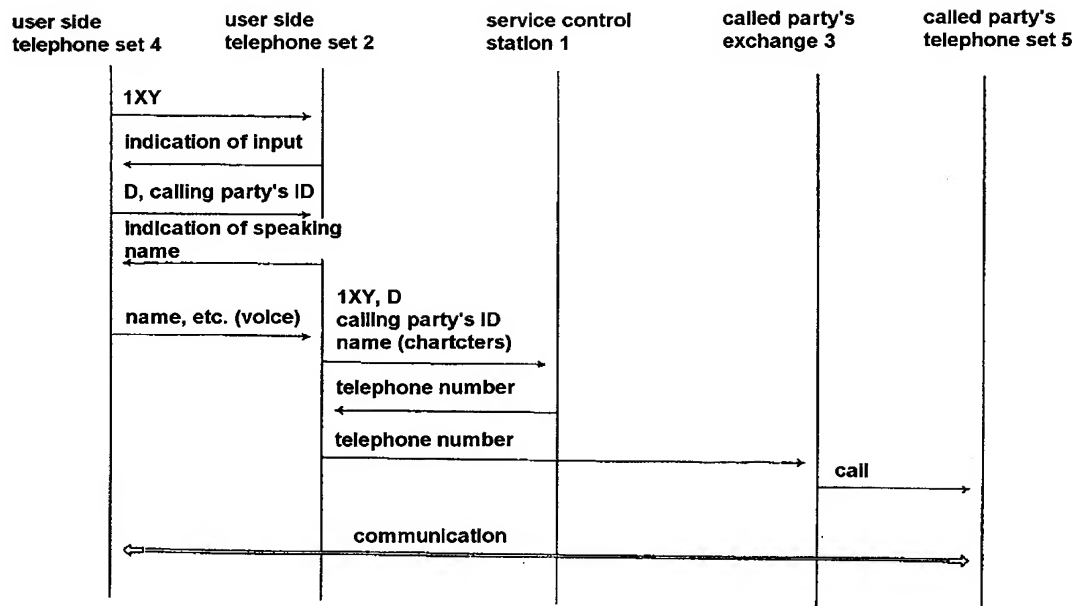 user side
telephone set 4
user side
telephone set 2
service control
station 1
called party's
exchange 3
called party's
telephone set 5
1XY
indication of input
D, calling party's ID
indication of speaking
name
name, etc. (voice)
1XY, D
calling party's ID
name (chartcters)
telephone number
telephone number
call
communication